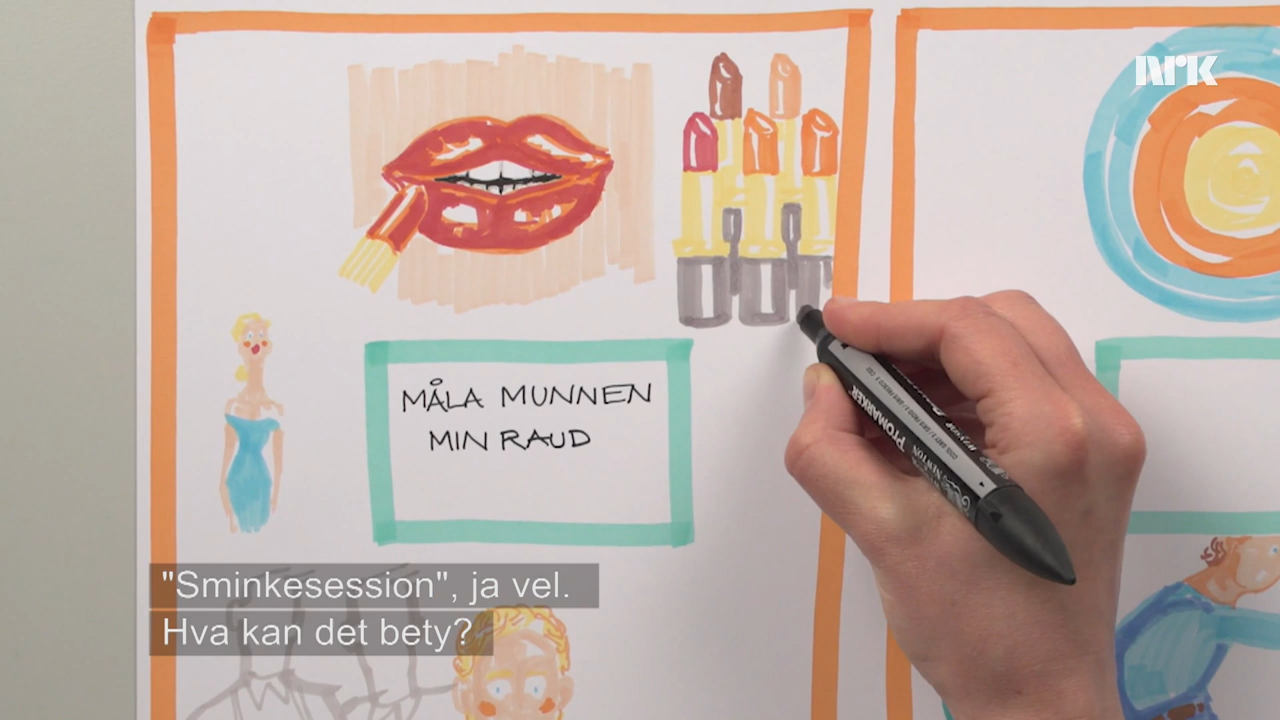 nrk
MÅLA MUNNEN
MIN RAUD
PROMARKER
"Sminkesession", ja vel.
Hva kan det bety?